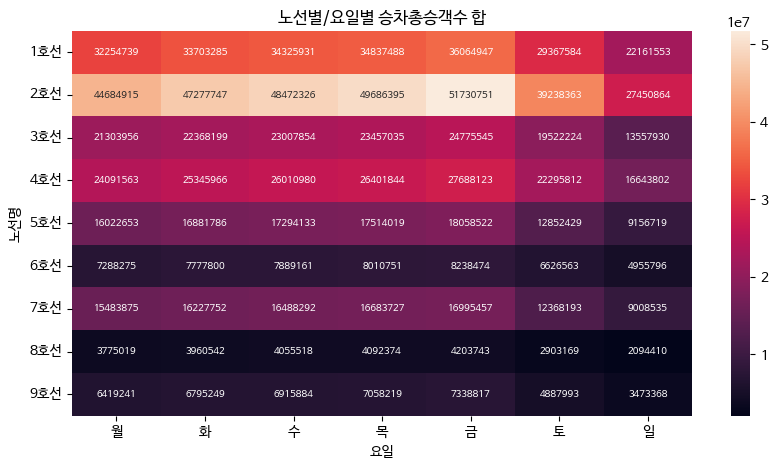 노선별/요일별 승차총승객수 합
1e7
1호선 32254739 33703285 34325931 34837488 36064947 29367584 22161553
2호선 44684915 47277747 48472326 49686395 51730751 39238363 27450864
3호선 21303956 22368199 23007854 23457035 24775545 19522224 13557930
4호선 24091563 25345966 26010980 26401844 27688123 22295812 16643802
5호선 16022653 16881786 17294133 17514019 18058522 12852429 9156719
6호선 7288275 7777800 7889161 8010751 8238474 6626563 4955796
7호선 15483875 16227752 16488292 16683727 16995457 12368193 9008535
8호선 3775019 3960542 4055518 4092374 4203743 2903169 2094410
9호선 6419241 6795249 6915884 7058219 7338817 4887993 3473368
노선명
월 화 수 목 금 토 일
요일
5
4
3
2
1